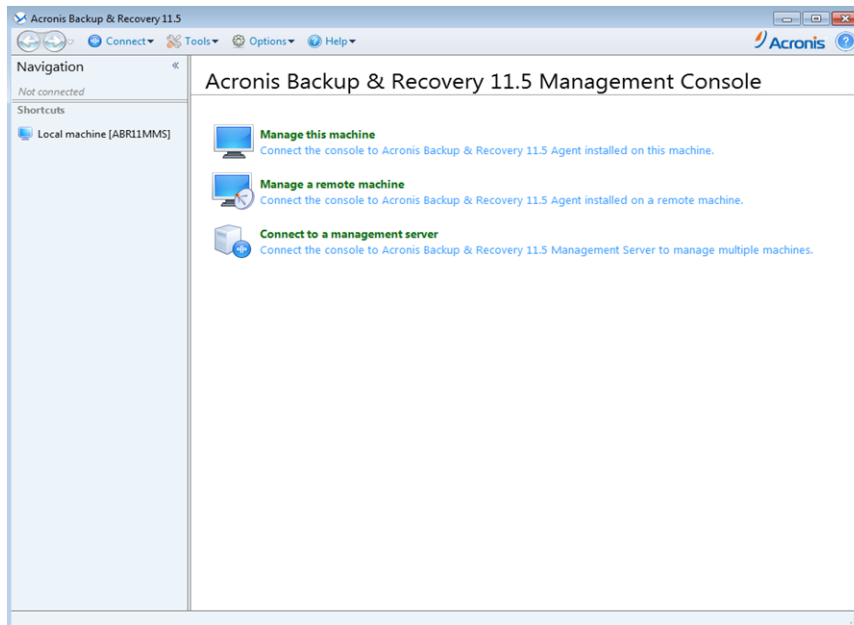 Acronis Backup & Recovery 11.5
Connect Tools Options Help
Acronis
Navigation
Not connected
Shortcuts
Local machine [ABR11MMS]
Acronis Backup & Recovery 11.5 Management Console
Manage this machine
Connect the console to Acronis Backup & Recovery 11.5 Agent installed on this machine.
Manage a remote machine
Connect the console to Acronis Backup & Recovery 11.5 Agent installed on a remote machine.
Connect to a management server
Connect the console to Acronis Backup & Recovery 11.5 Management Server to manage multiple machines.